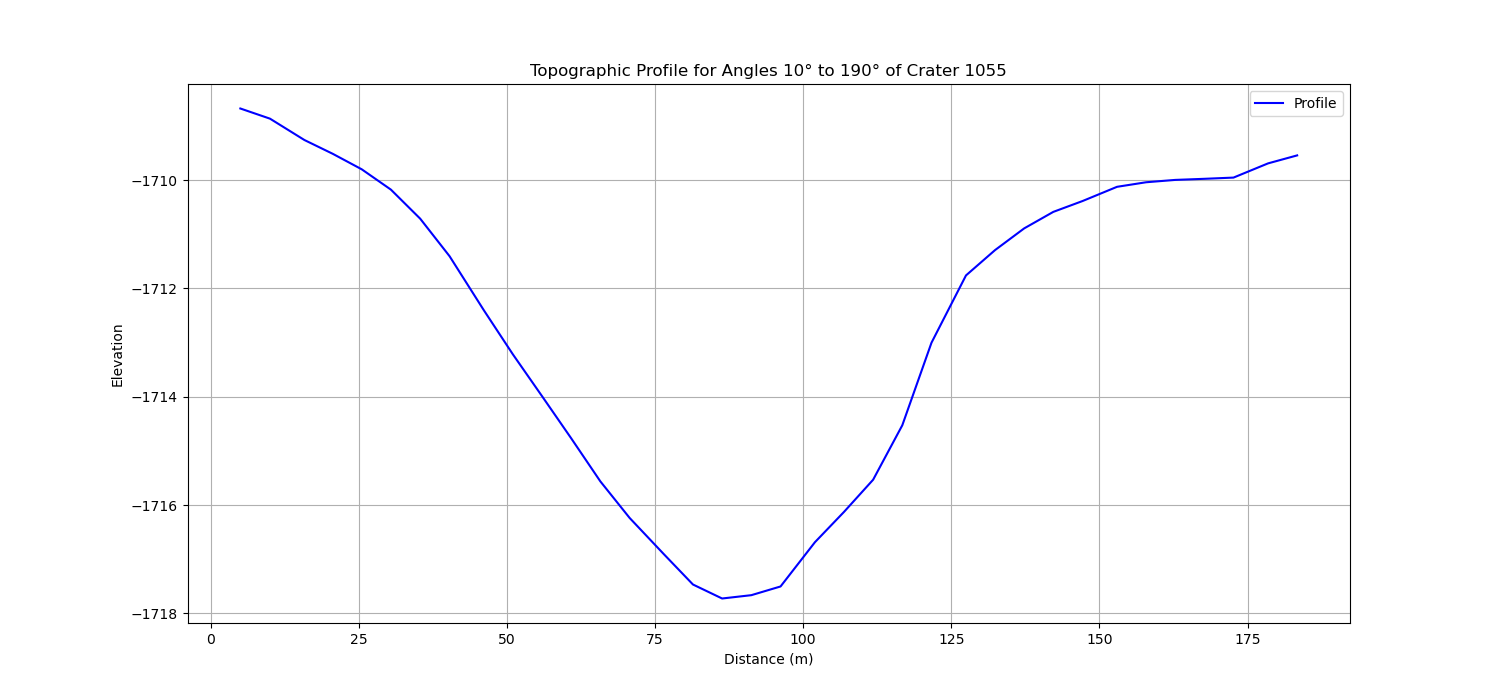 Topographic Profile for Angles 10° to 190° of Crater 1055
Profile
−1710
−1712
−1714
−1716
−1718
Elevation
0 25 50 75 100 125 150 175
Distance (m)